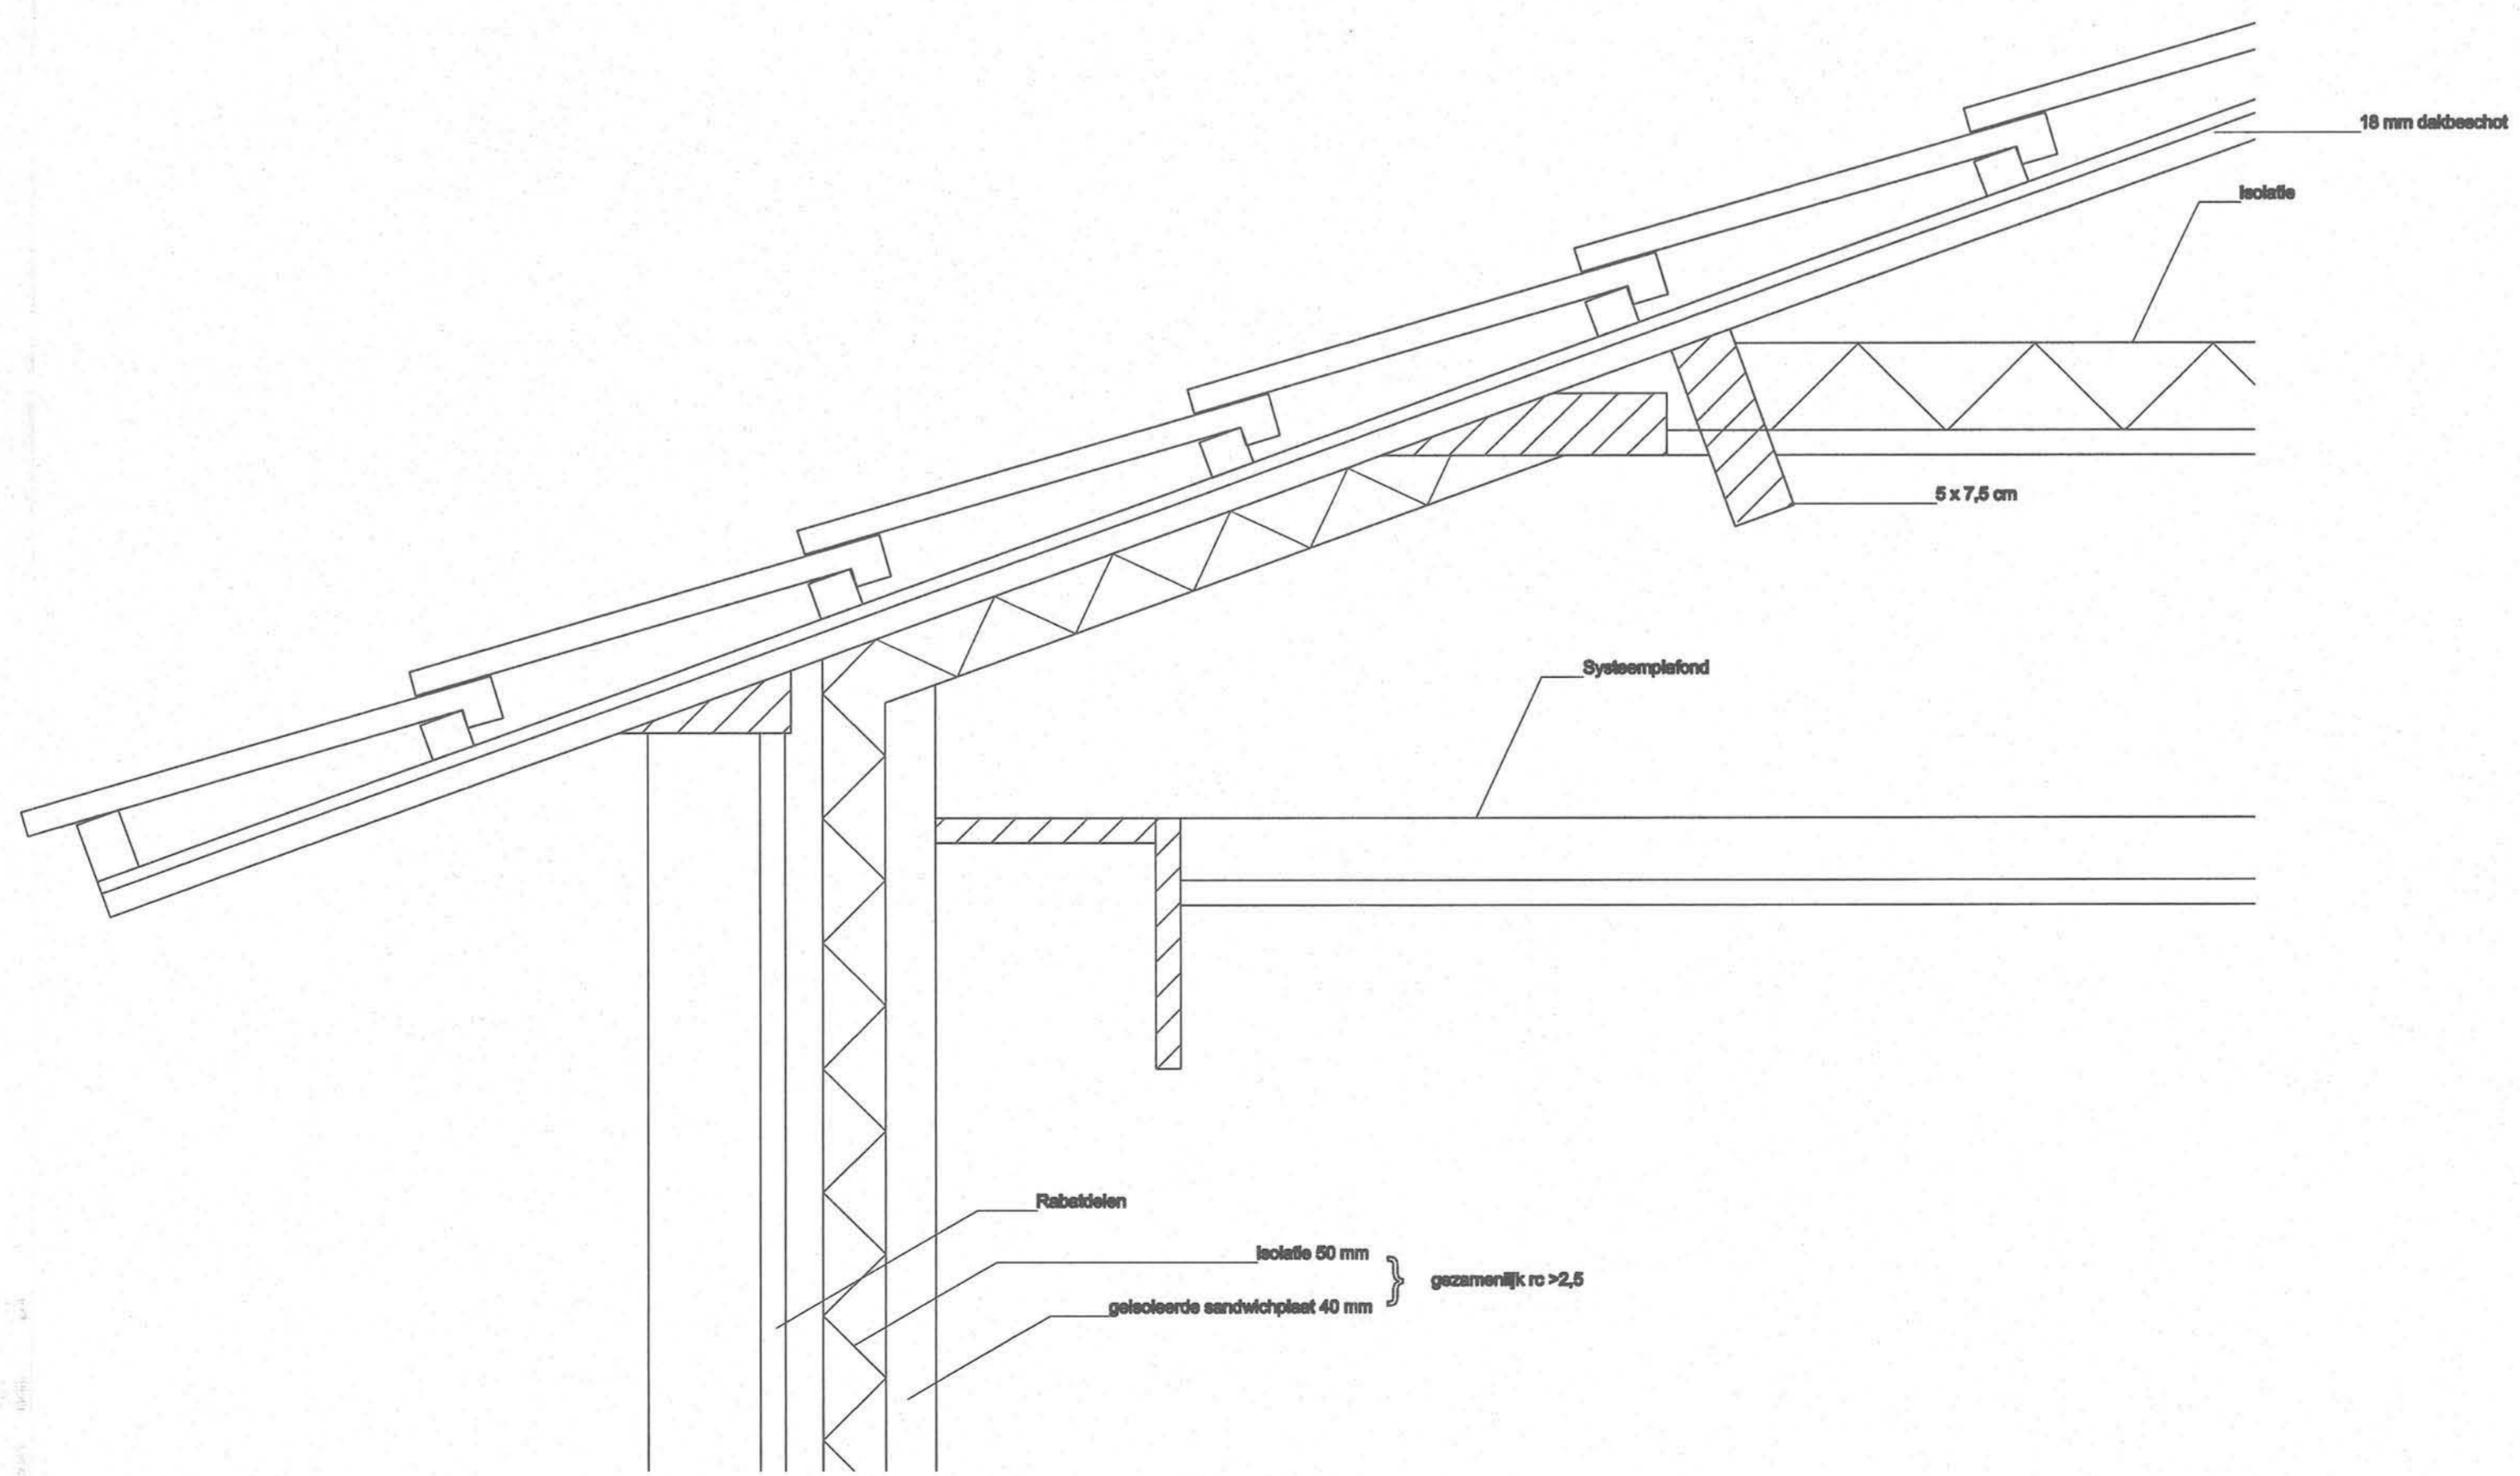 18 mm dakbeschot
Isolatie
5 x 7,5 cm
Systeemplafond
Rabatdelen
Isolatie 50 mm
gezamenlijk rc >2,5
geisoleerde sandwichplaat 40 mm